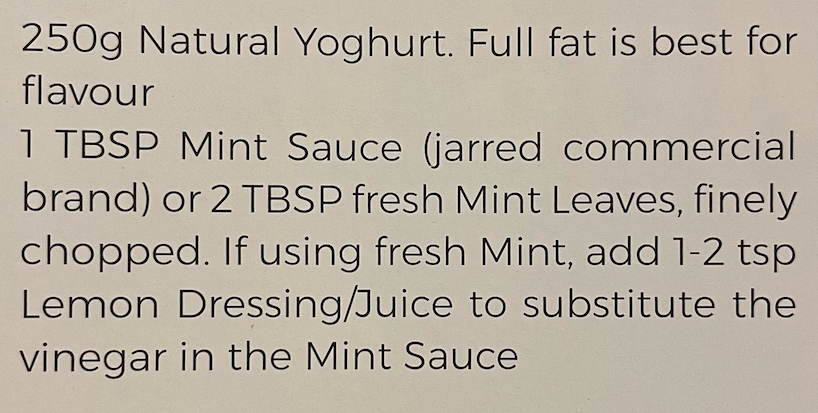 250g Natural Yoghurt. Full fat is best for
flavour
1 TBSP Mint Sauce (jarred commercial
brand) or 2 TBSP fresh Mint Leaves, finely
chopped. If using fresh Mint, add 1-2 tsp
Lemon Dressing/Juice to substitute the
vinegar in the Mint Sauce